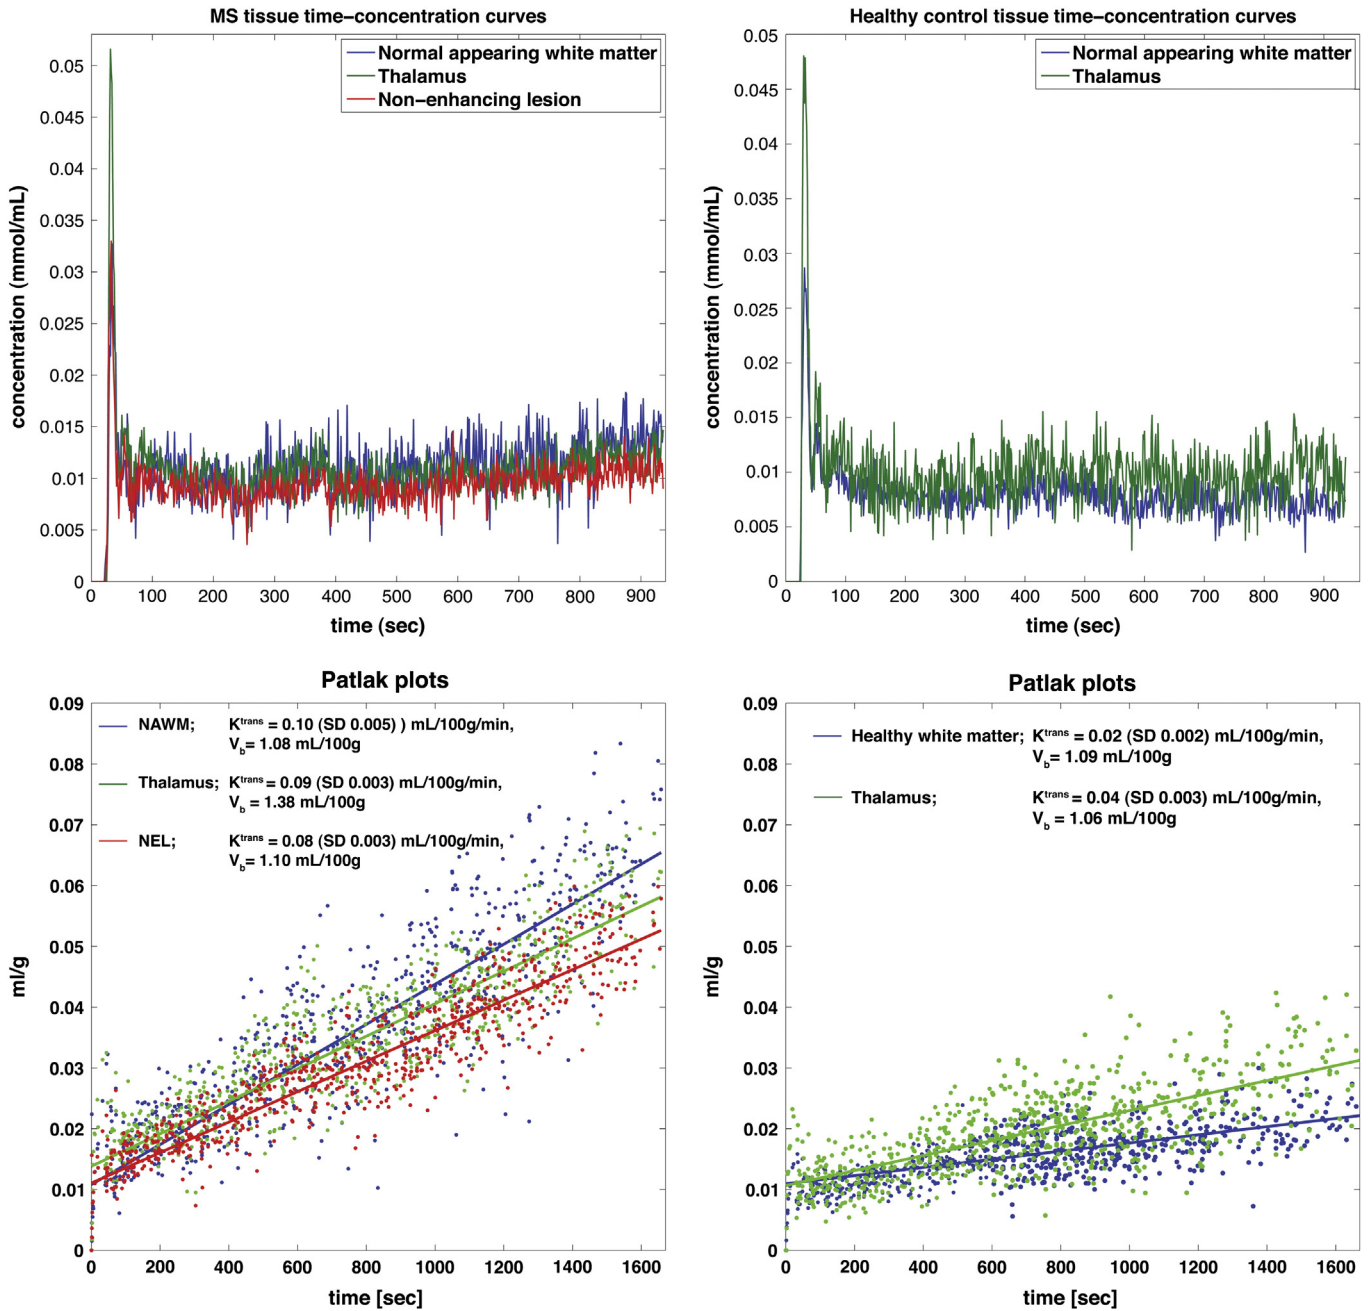 MS tissue time–concentration curves
0.05
0.045
0.04
0.035
0.03
0.025
0.02
0.015
0.01
0.005
0
Normal appearing white matter
Thalamus
Non–enhancing lesion
concentration (mmol/mL)
0 100 200 300 400 500 600 700 800 900
time (sec)
Healthy control tissue time–concentration curves
0.05
0.045
0.04
0.035
0.03
0.025
0.02
0.015
0.01
0.005
0
Normal appearing white matter
Thalamus
concentration (mmol/mL)
0 100 200 300 400 500 600 700 800 900
time (sec)
Patlak plots
0.09
0.08
0.07
0.06
0.05
0.04
0.03
0.02
0.01
0
NAWM; Ktrans = 0.10 (SD 0.005) ) mL/100g/min,
Vb = 1.08 mL/100g
Thalamus; Ktrans = 0.09 (SD 0.003) mL/100g/min,
Vb = 1.38 mL/100g
NEL; Ktrans = 0.08 (SD 0.003) mL/100g/min,
Vb = 1.10 mL/100g
ml/g
0 200 400 600 800 1000 1200 1400 1600
time [sec]
Patlak plots
0.09
0.08
0.07
0.06
0.05
0.04
0.03
0.02
0.01
0
Healthy white matter; Ktrans = 0.02 (SD 0.002) mL/100g/min,
Vb = 1.09 mL/100g
Thalamus; Ktrans = 0.04 (SD 0.003) mL/100g/min,
Vb = 1.06 mL/100g
ml/g
0 200 400 600 800 1000 1200 1400 1600
time [sec]